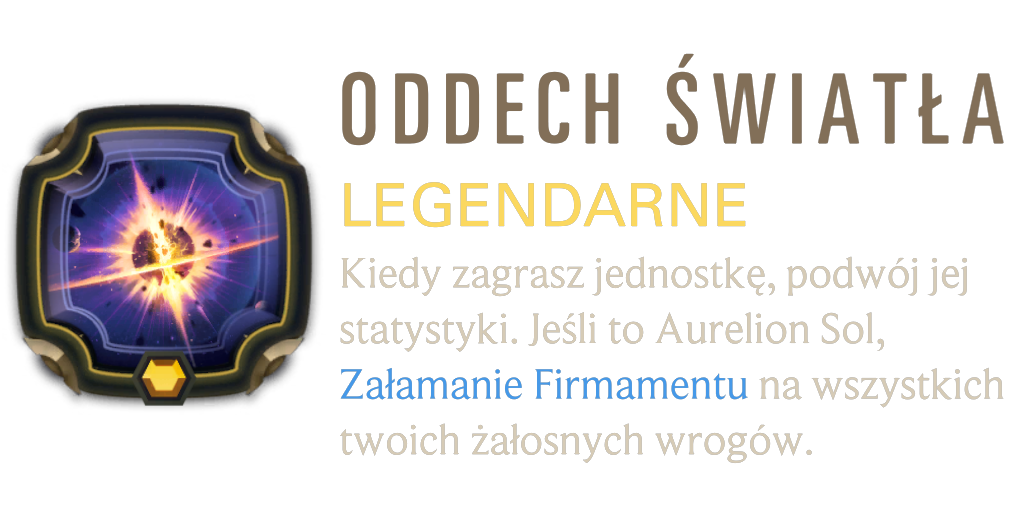 ODDECH ŚWIATŁA
LEGENDARNE
Kiedy zagrasz jednostkę, podwój jej
statystyki. Jeśli to Aurelion Sol,
Załamanie Firmamentu na wszystkich
twoich żałosnych wrogów.